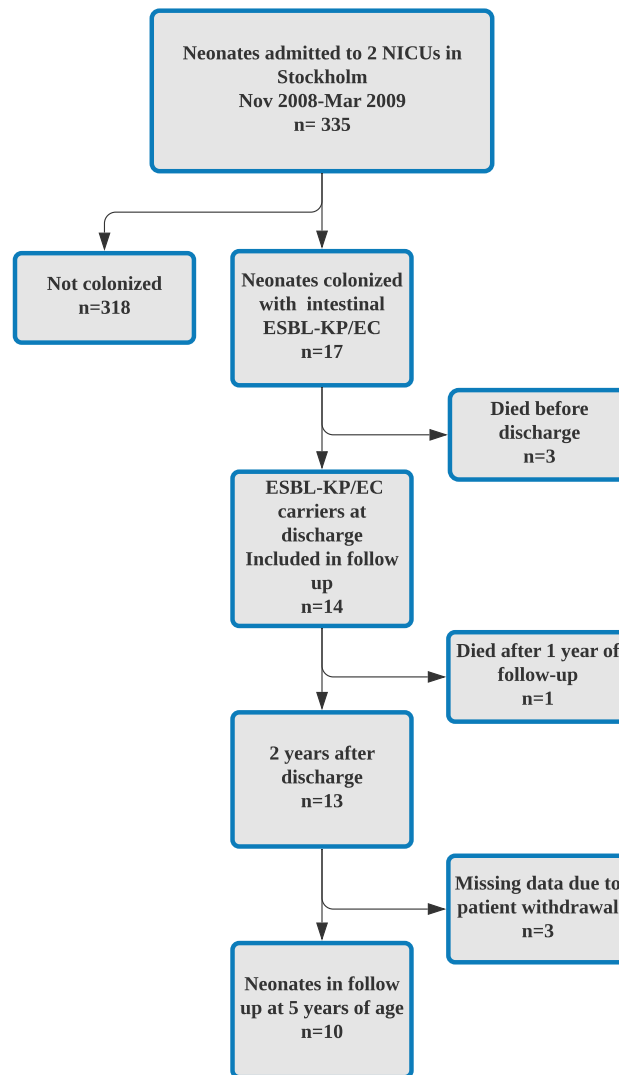 Neonates admitted to 2 NICUs in
Stockholm
Nov 2008-Mar 2009
n= 335
Not colonized
n=318
Neonates colonized
with intestinal
ESBL-KP/EC
n=17
Died before
discharge
n=3
ESBL-KP/EC
carriers at
discharge
Included in follow
up
n=14
Died after 1 year of
follow-up
n=1
2 years after
discharge
n=13
Missing data due to
patient withdrawal
n=3
Neonates in follow
up at 5 years of age
n=10